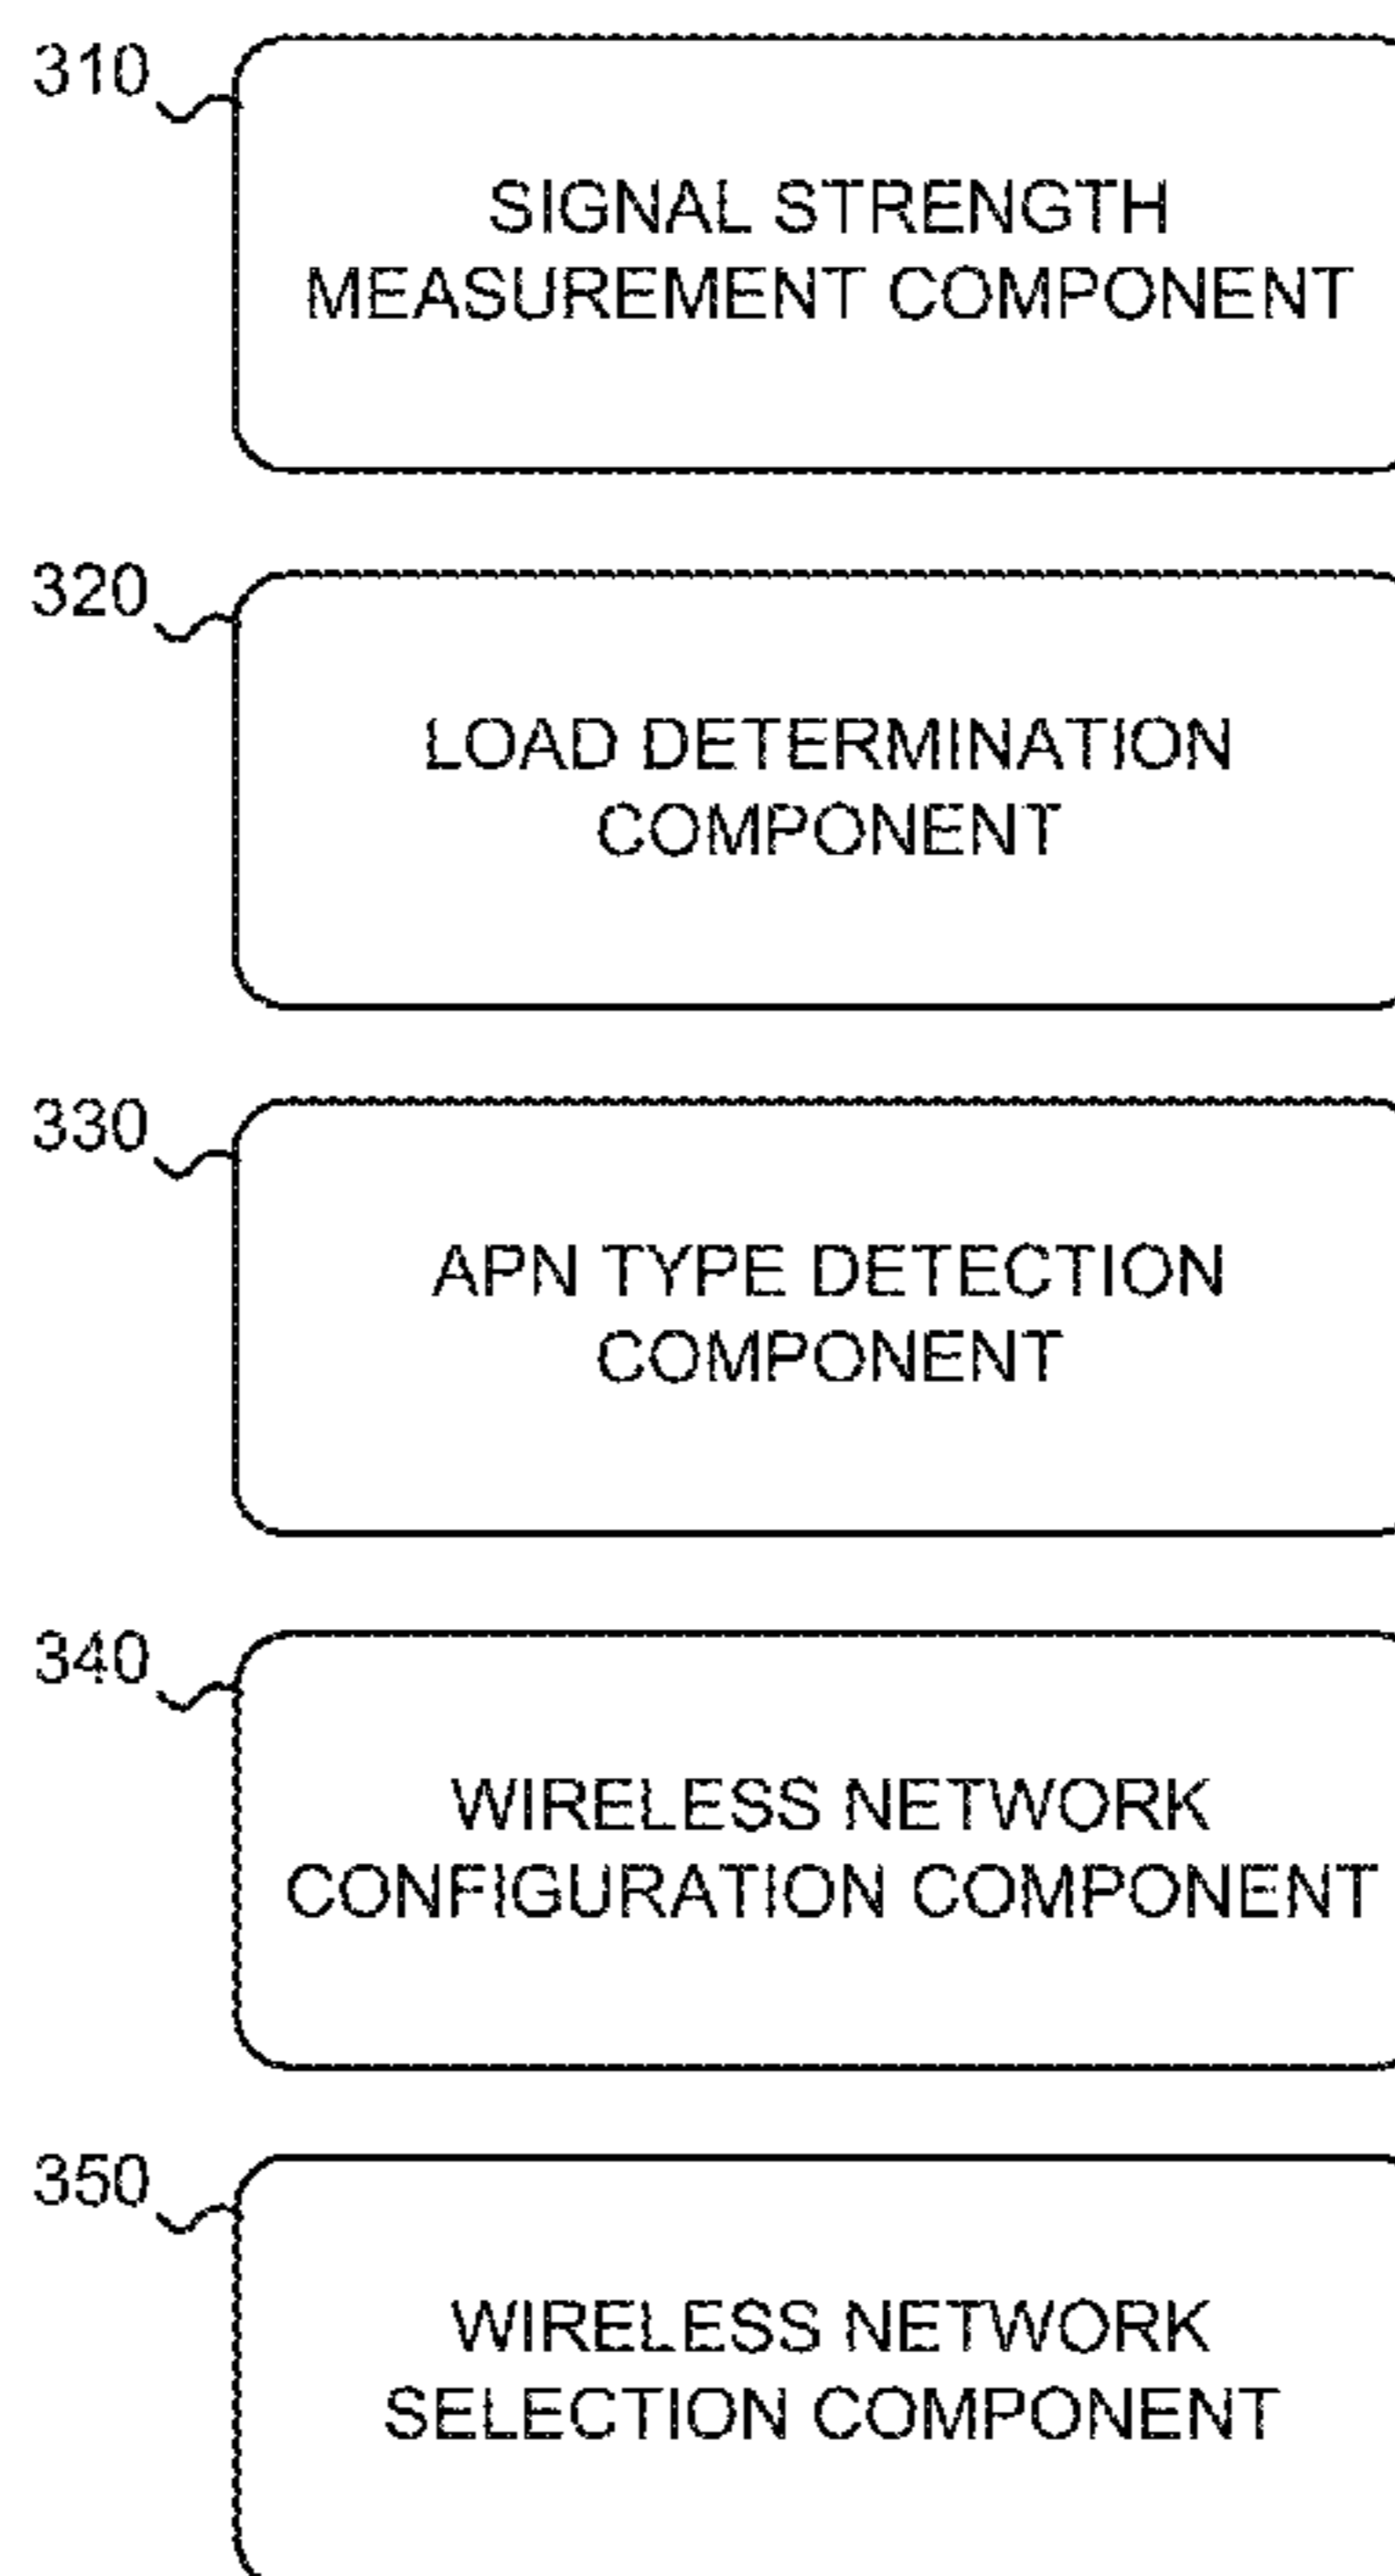 310
SIGNAL STRENGTH
MEASUREMENT COMPONENT
320
LOAD DETERMINATION
COMPONENT
330
APN TYPE DETECTION
COMPONENT
340
WIRELESS NETWORK
CONFIGURATION COMPONENT
350
WIRELESS NETWORK
SELECTION COMPONENT